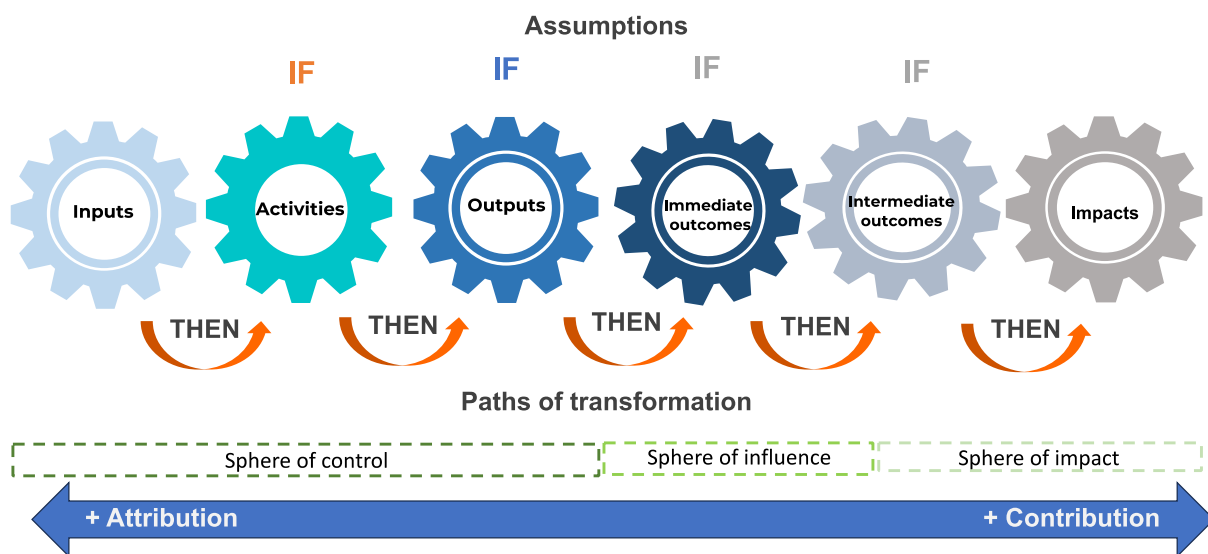 Assumptions
IF
IF
IF
IF
Inputs
Activities
Outputs
Immediate
outcomes
Intermediate
outcomes
Impacts
THEN
THEN
THEN
THEN
THEN
Paths of transformation
Sphere of control
Sphere of influence
Sphere of impact
+ Attribution
+ Contribution